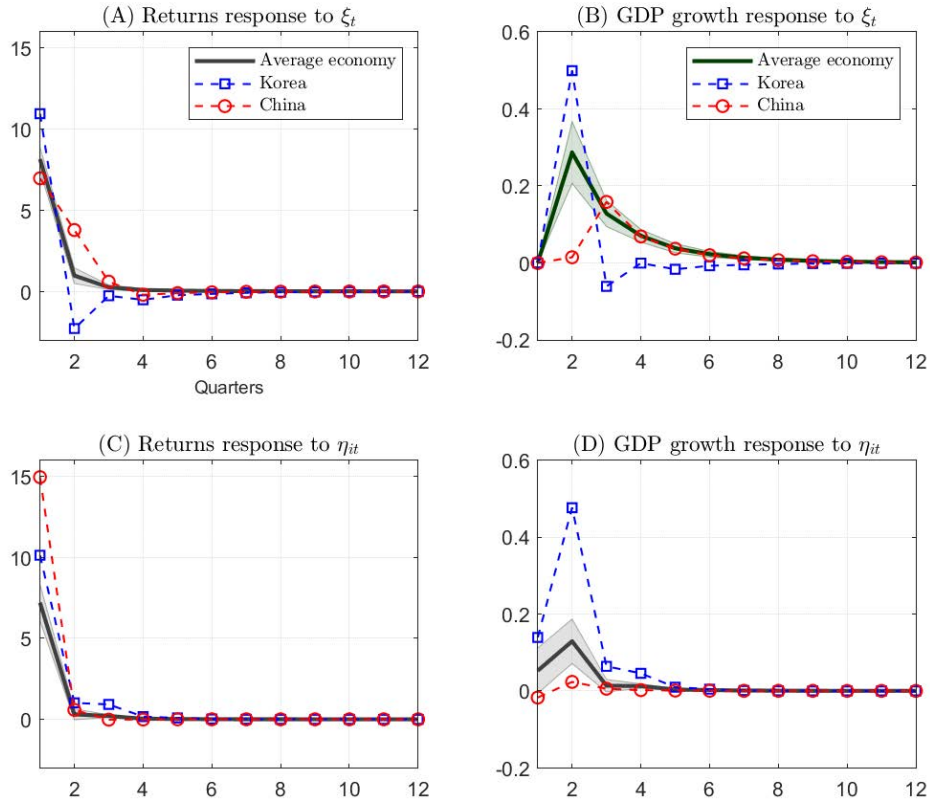 (A) Returns response to ξt
15
10
5
0
2 4 6 8 10 12
Quarters
Average economy
Korea
China
(B) GDP growth response to ξt
0.6
0.4
0.2
0
-0.2
2 4 6 8 10 12
Average economy
Korea
China
(C) Returns response to ηit
15
10
5
0
2 4 6 8 10 12
(D) GDP growth response to ηit
0.6
0.4
0.2
0
-0.2
2 4 6 8 10 12